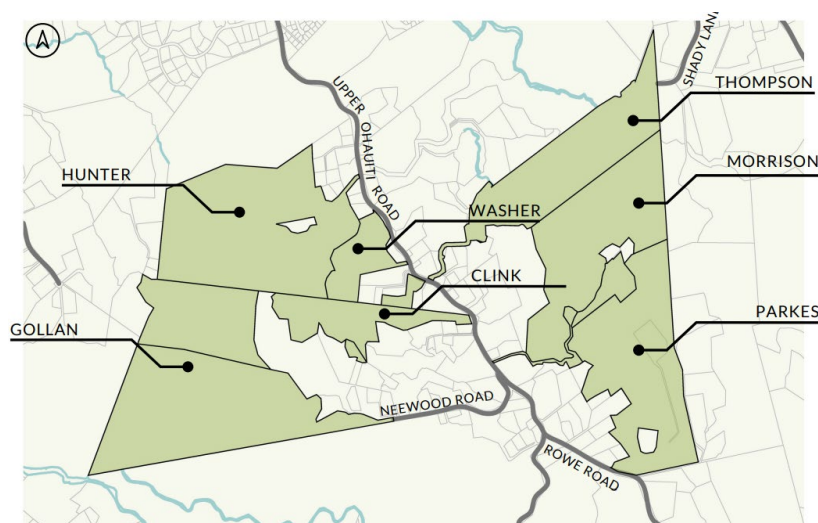 SHADY LANE
THOMPSON
UPPER OHAUITI ROAD
MORRISON
HUNTER
WASHER
CLINK
PARKES
GOLLAN
NEEWOOD ROAD
ROWE ROAD